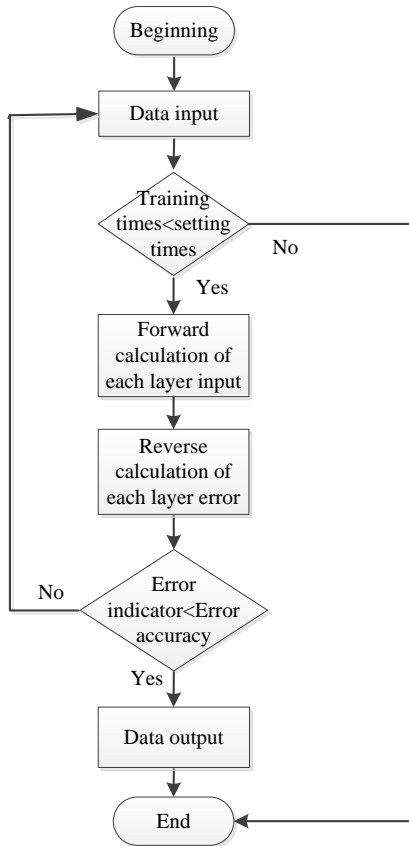 Beginning
Data input
Training
times<setting
times
No
Yes
Forward
calculation of
each layer input
Reverse
calculation of
each layer error
No
Error
indicator<Error
accuracy
Yes
Data output
End